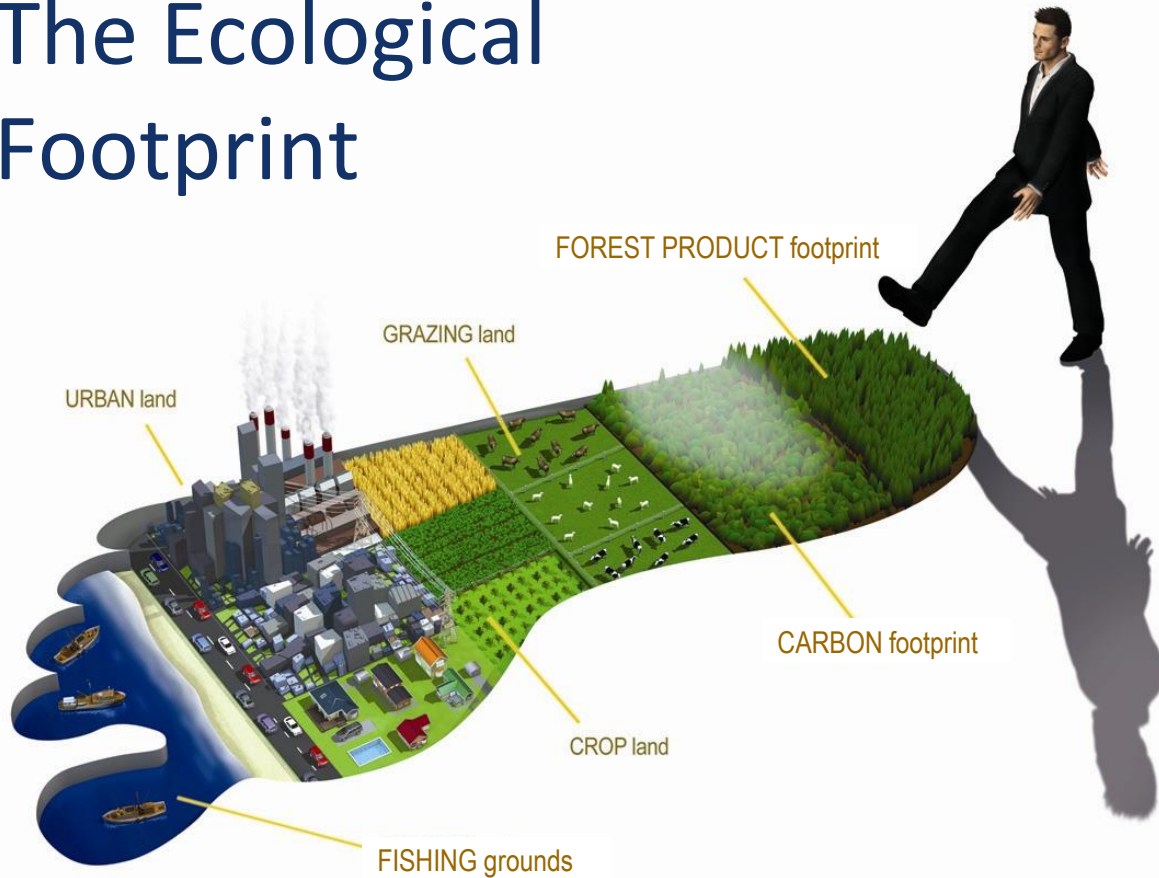 The Ecological
Footprint
FOREST PRODUCT footprint
GRAZING land
URBAN land
CARBON footprint
CROP land
FISHING grounds